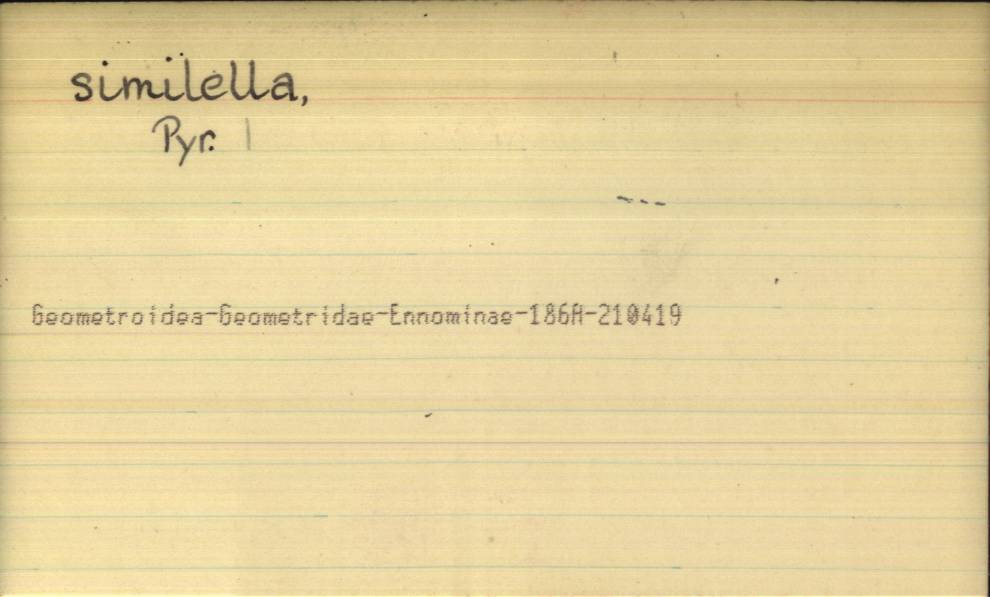 similella,
Pyr. |
Geometroidea-Geometridae-Ennominae-186A-210419